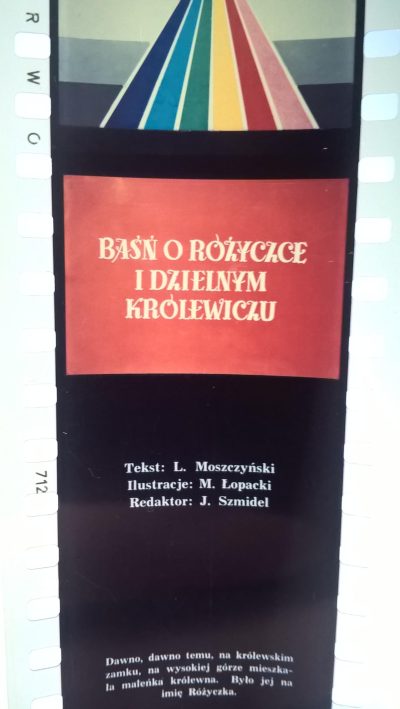 R W O
BAŚŃ O RÓŻYCZCE
I DZIELNYM
KRÓLEWICZU
712
Tekst: L. Moszczyński
Ilustracje: M. Łopacki
Redaktor: J. Szmidel
Dawno, dawno temu, na królewskim
zamku, na wysokiej górze mieszka-
ła maleńka królewna. Było jej na
imię Różyczka.